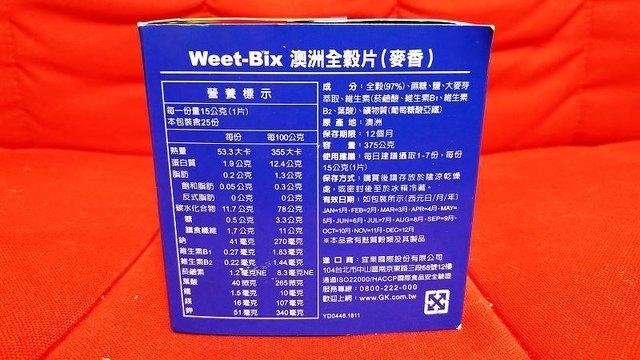 Weet-Bix 澳洲全穀片(麥香)
營養標示
每一份量15公克(1片)
本包裝含25份
每份 每100公克
熱量 53.3大卡 355大卡
蛋白質 1.9公克 12.4公克
脂肪 0.2公克 1.3公克
飽和脂肪 0.05公克 0.3公克
反式脂肪 0公克 0公克
碳水化合物 11.7公克 78公克
糖 0.5公克 3.3公克
膳食纖維 1.7公克 11公克
鈉 41毫克 270毫克
維生素B1 0.27毫克 1.83毫克
維生素B2 0.22毫克 1.44毫克
菸鹼素 1.2毫克NE 8.3毫克NE
葉酸 40微克 265微克
鐵 1.5毫克 10毫克
鎂 16毫克 107毫克
鉀 51毫克 340毫克
成分:全穀(97%)、蔗糖、鹽、大麥芽
萃取、維生素(菸鹼酸、維生素B1、維生素
B2、葉酸)、礦物質(葡萄糖酸亞鐵)
原產地:澳洲
保存期限:12個月
容量:375公克
使用建議:每日建議攝取1-7份,每份
15公克(1片)
保存方式:購買後請存放於陰涼乾燥
處,或密封後至於冰箱冷藏。
有效日期:如包裝所示(西元日/月/年)
JAN=1月、FEB=2月、MAR=3月、APR=4月、MAY=
5月、JUN=6月、JUL=7月、AUG=8月、SEP=9月、
OCT=10月、NOV=11月、DEC=12月
※本品含有麩質穀類及其製品
進口商:宜果國際股份有限公司
104台北市中山區南京東路三段68號12樓
通過ISO22000/HACCP國際食品安全驗證
服務專線:0800-222-000
歡迎上網:www.GK.com.tw
YD0446.1811